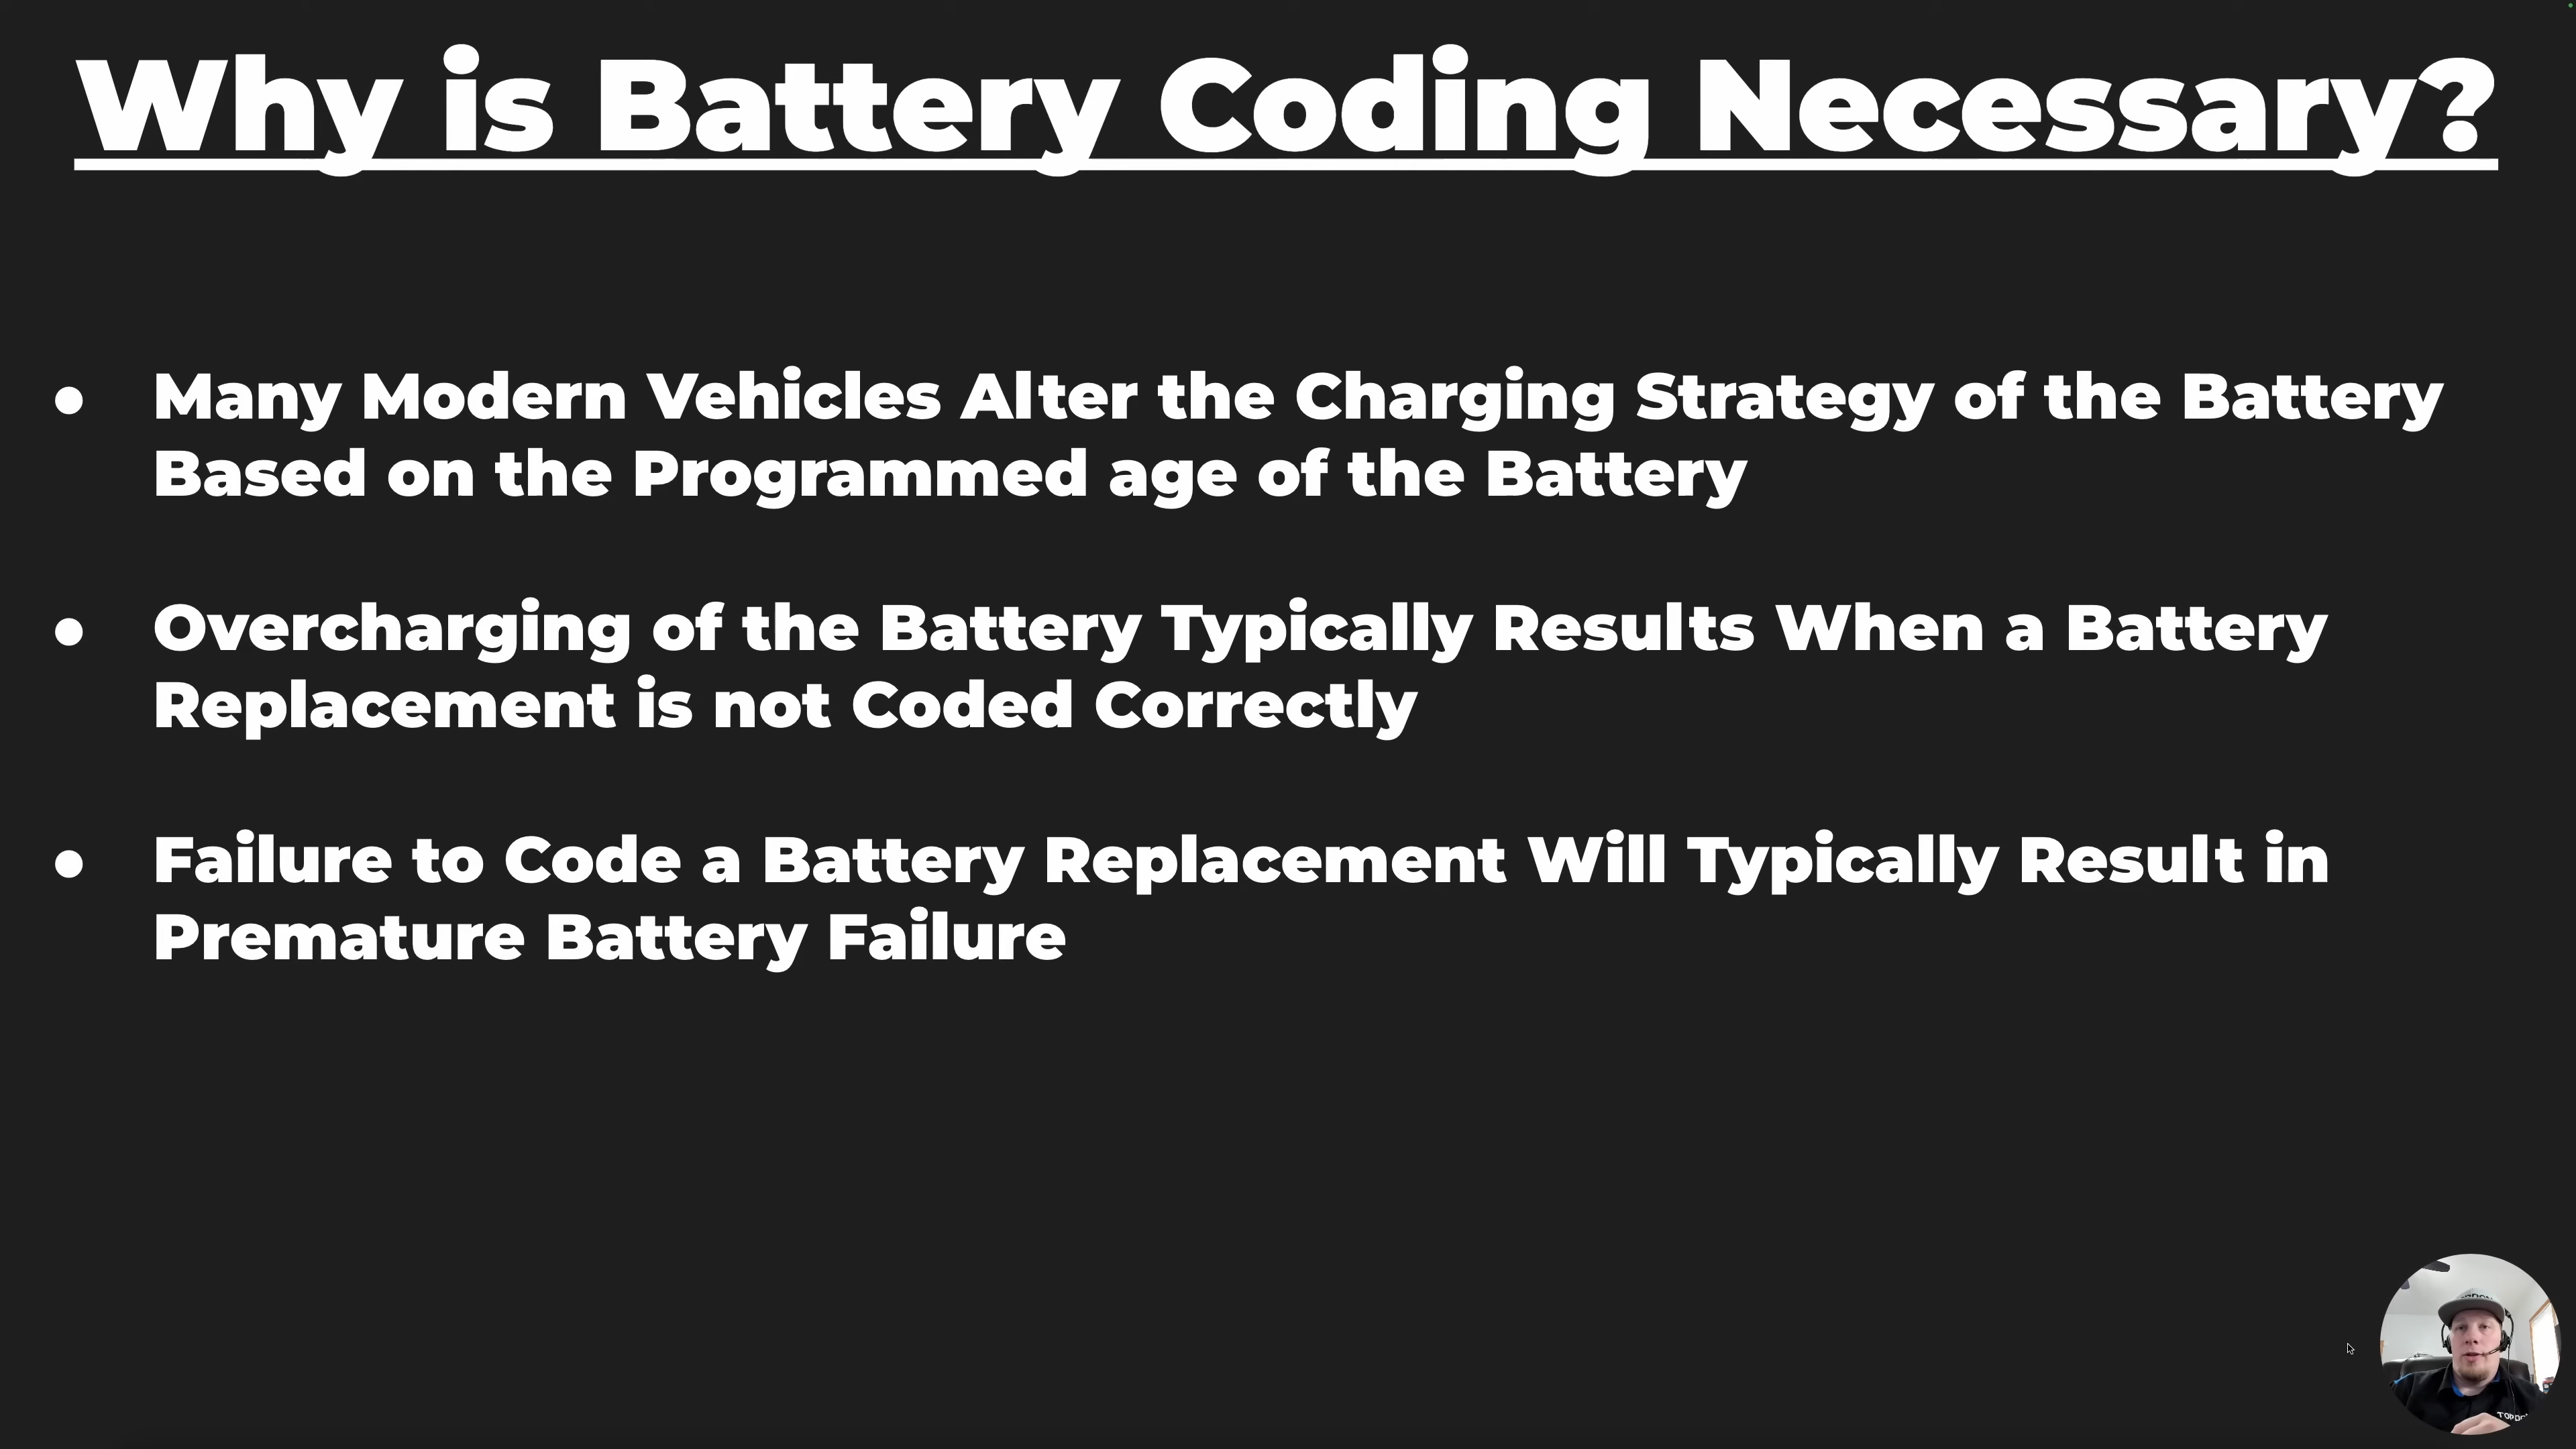 Why is Battery Coding Necessary?
● Many Modern Vehicles Alter the Charging Strategy of the Battery
Based on the Programmed age of the Battery
● Overcharging of the Battery Typically Results When a Battery
Replacement is not Coded Correctly
● Failure to Code a Battery Replacement Will Typically Result in
Premature Battery Failure